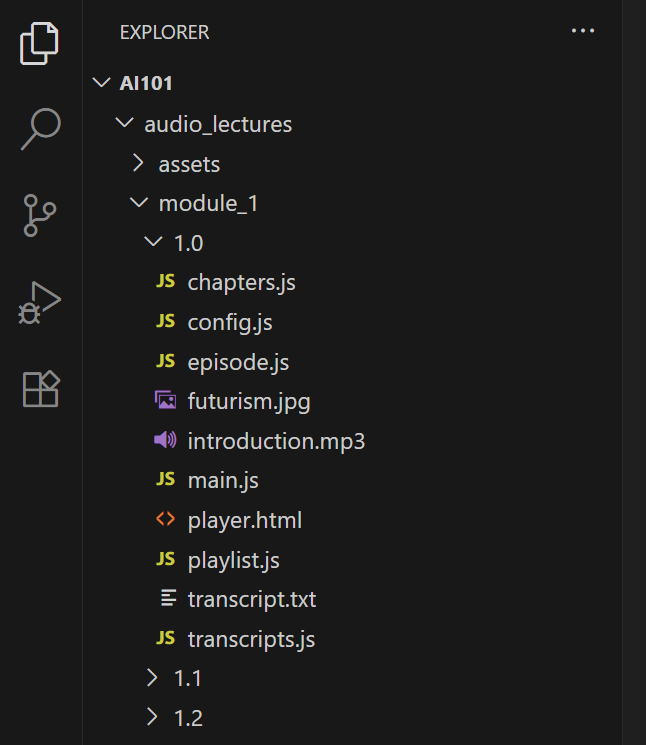 EXPLORER
AI101
audio_lectures
assets
module_1
1.0
JS chapters.js
JS config.js
JS episode.js
futurism.jpg
introduction.mp3
JS main.js
<> player.html
JS playlist.js
transcript.txt
JS transcripts.js
1.1
1.2